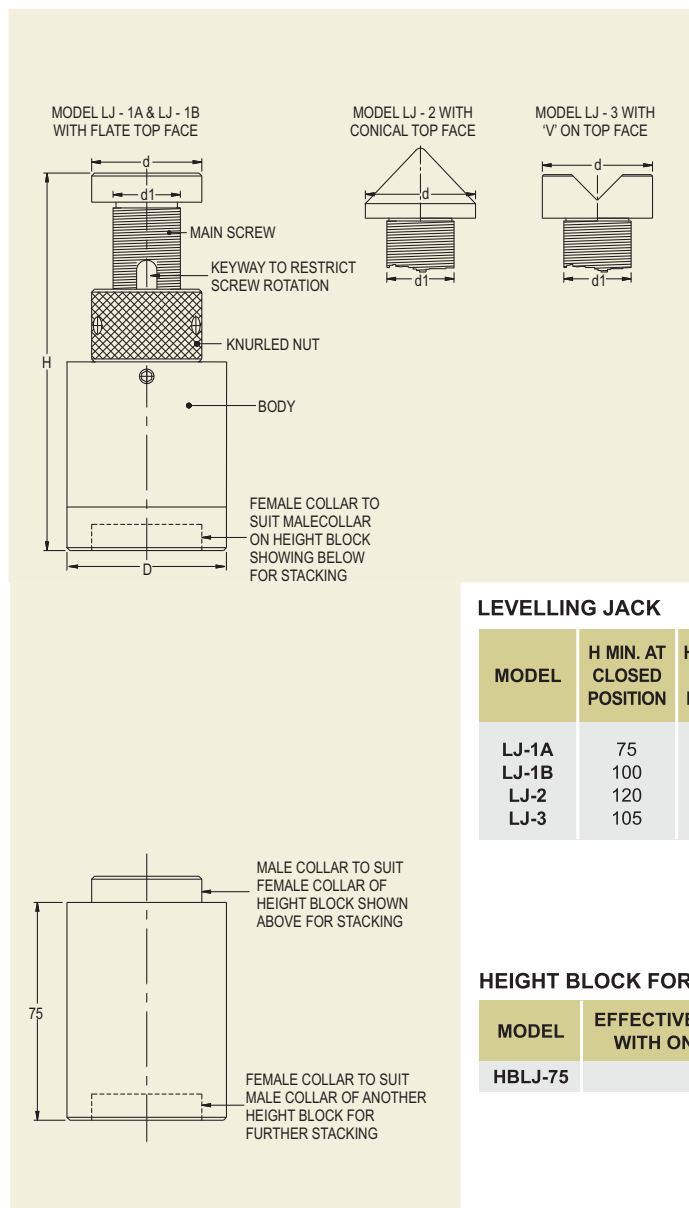 MODEL LJ - 1A & LJ - 1B
WITH FLATE TOP FACE
MODEL LJ - 2 WITH
CONICAL TOP FACE
MODEL LJ - 3 WITH
‘V’ ON TOP FACE
d
d1
MAIN SCREW
KEYWAY TO RESTRICT
SCREW ROTATION
KNURLED NUT
H
BODY
FEMALE COLLAR TO
SUIT MALECOLLAR
ON HEIGHT BLOCK
SHOWING BELOW
FOR STACKING
D
d
d1
d
d1
LEVELLING JACK
MODEL
H MIN. AT
CLOSED
POSITION
H
LJ-1A 75
LJ-1B 100
LJ-2 120
LJ-3 105
MALE COLLAR TO SUIT
FEMALE COLLAR OF
HEIGHT BLOCK SHOWN
ABOVE FOR STACKING
75
FEMALE COLLAR TO SUIT
MALE COLLAR OF ANOTHER
HEIGHT BLOCK FOR
FURTHER STACKING
HEIGHT BLOCK FOR
MODEL
EFFECTIVE
WITH ON
HBLJ-75